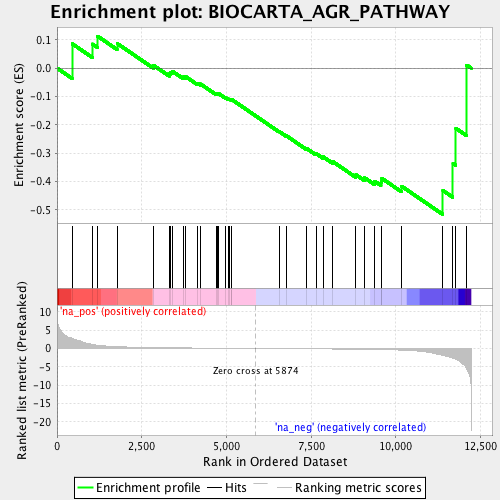 Enrichment plot: BIOCARTA_AGR_PATHWAY
Enrichment score (ES)
0.1
0.0
-0.1
-0.2
-0.3
-0.4
-0.5
'na_pos' (positively correlated)
Ranked list metric (PreRanked)
10
5
0
-5
-10
-15
-20
Zero cross at 5874
'na_neg' (negatively correlated)
0
2,500
5,000
7,500
10,000
12,500
Rank in Ordered Dataset
Enrichment profile
Hits
Ranking metric scores